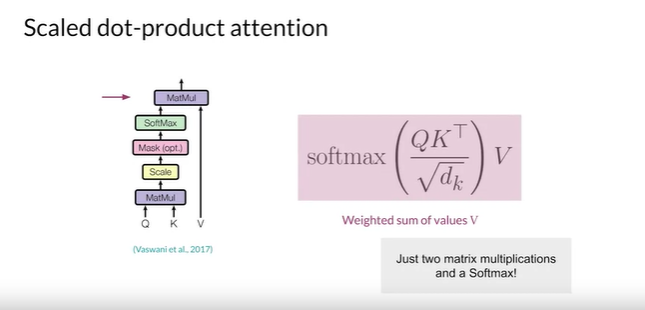 Scaled dot-product attention
MatMul
SoftMax
Mask (opt.)
Scale
MatMul
Q K V
(Vaswani et al., 2017)
softmax (QK⊤ / √dk) V
Weighted sum of values V
Just two matrix multiplications
and a Softmax!